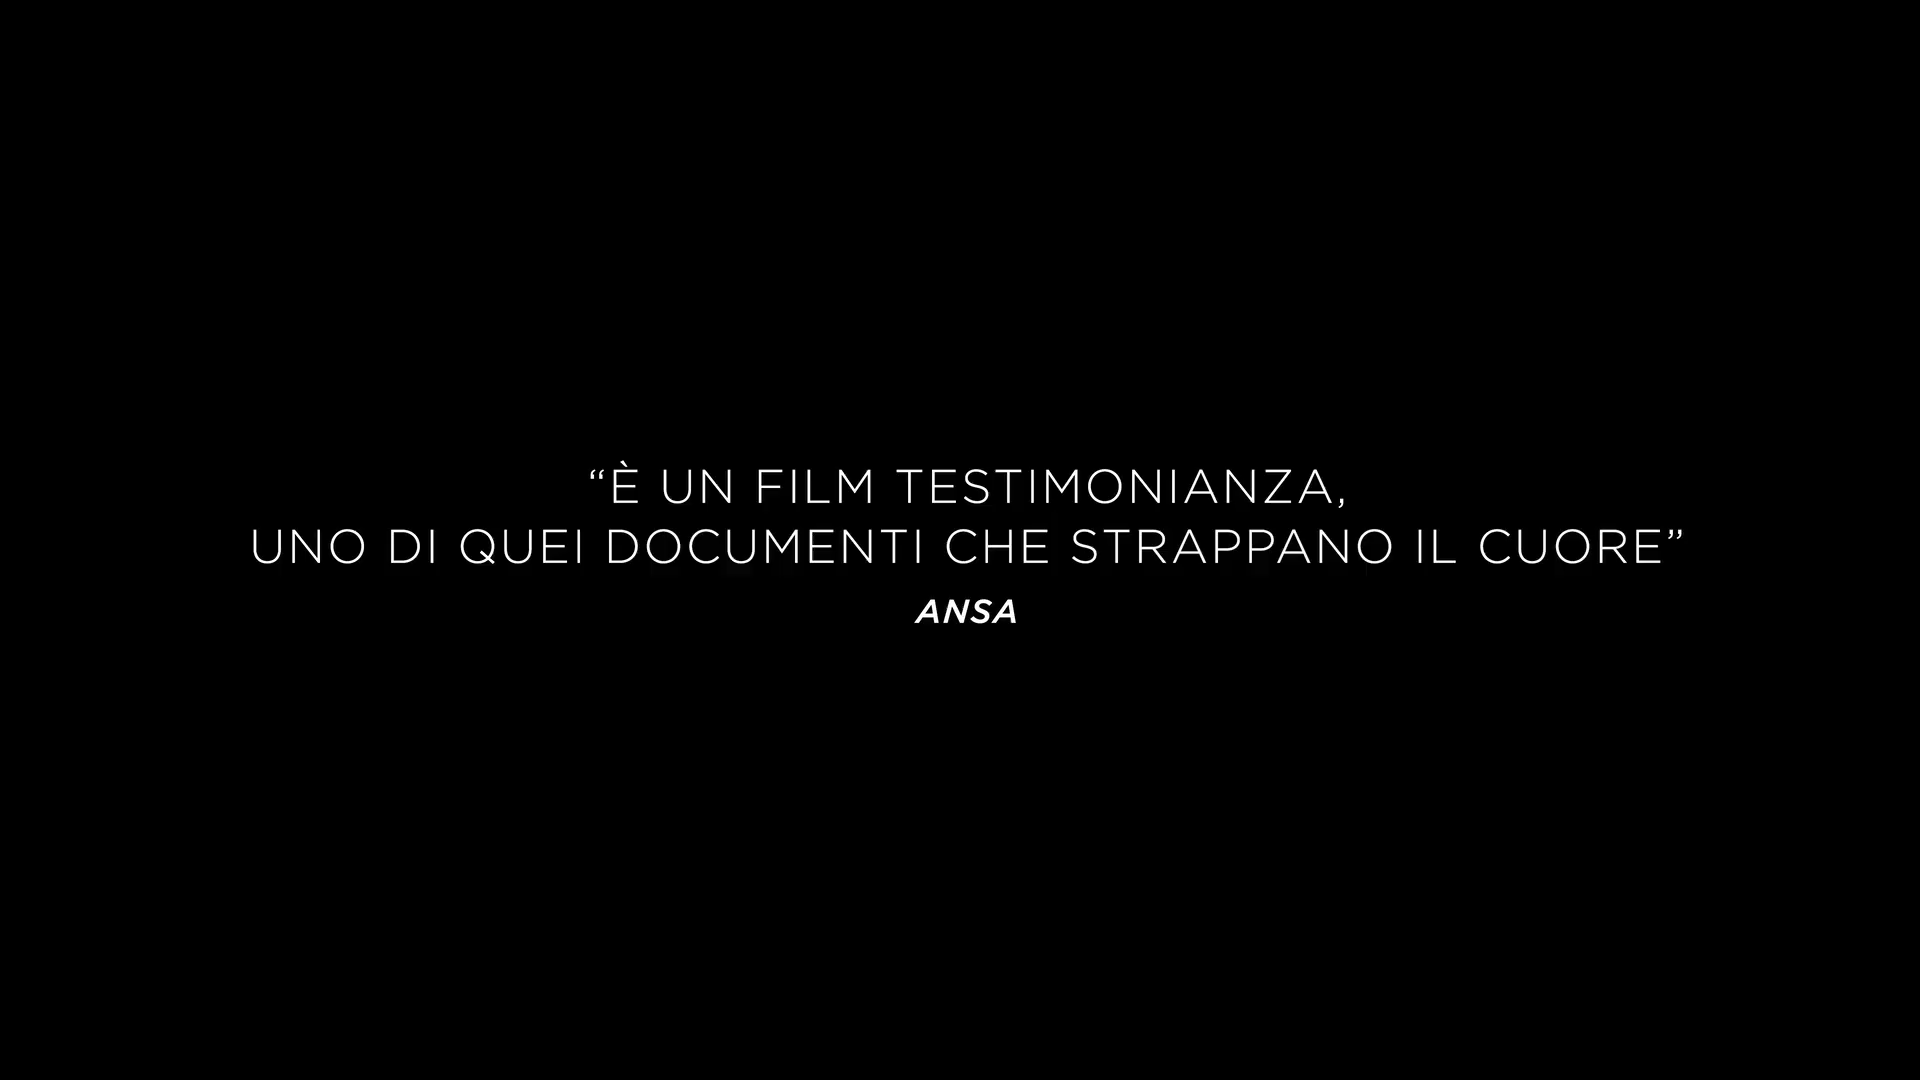 “È UN FILM TESTIMONIANZA,
UNO DI QUEI DOCUMENTI CHE STRAPPANO IL CUORE”
ANSA